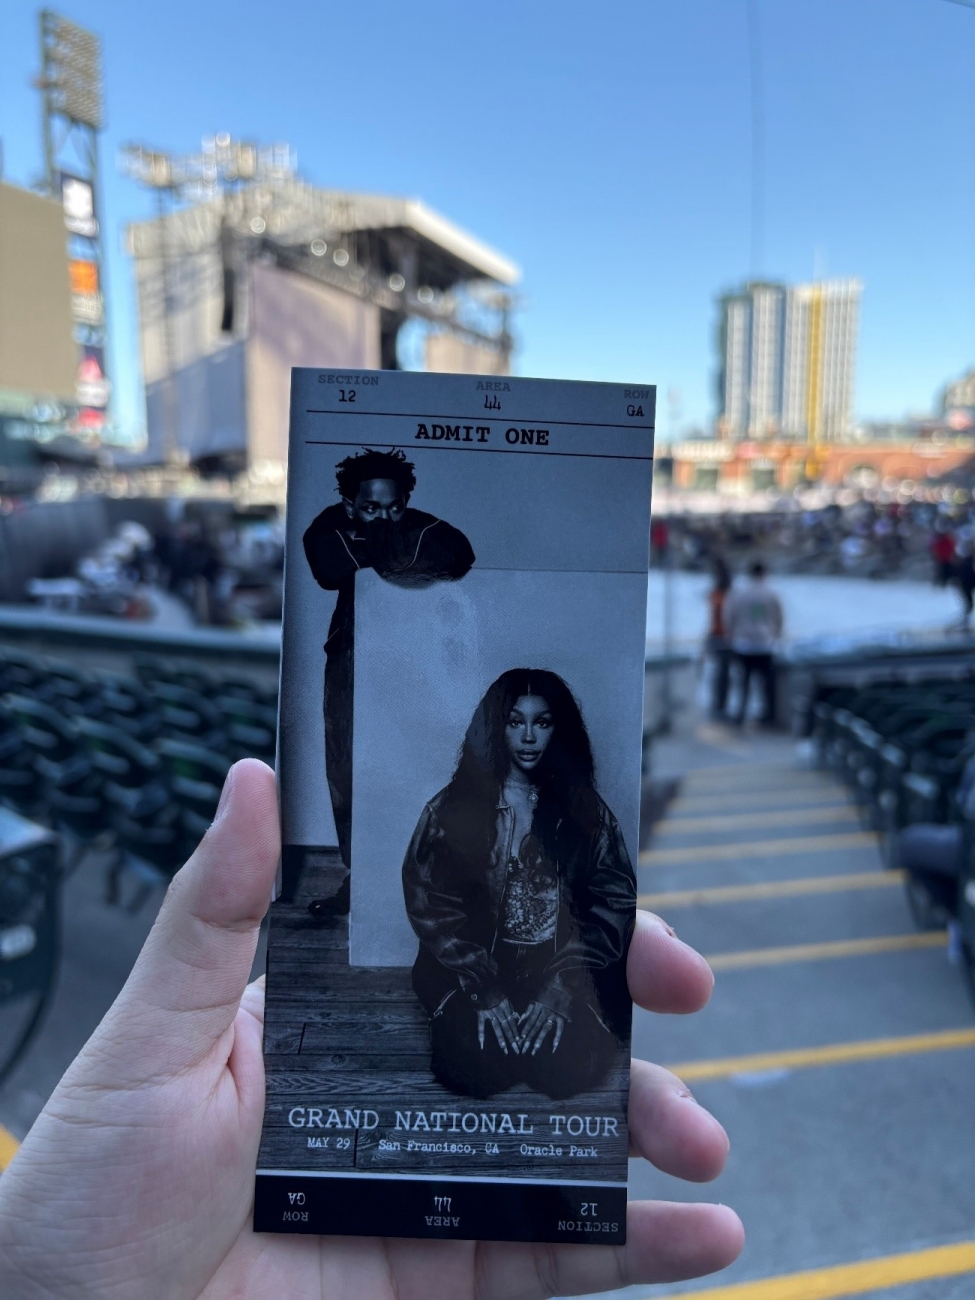 SECTION AREA ROW
12 44 GA
ADMIT ONE
GRAND NATIONAL TOUR
MAY 29 San Francisco, CA Oracle Park
12 44 GA
SECTION AREA ROW